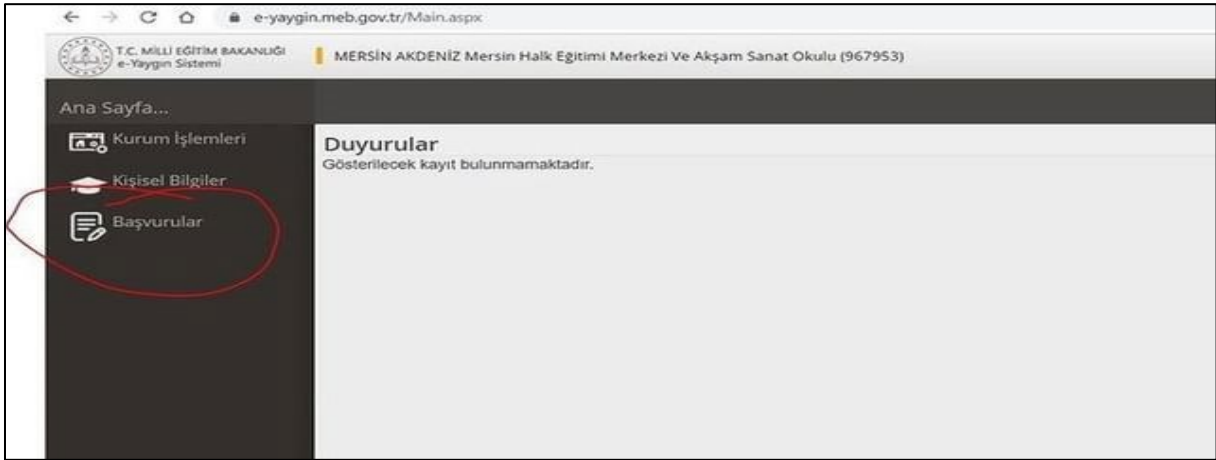 e-yaygin.meb.gov.tr/Main.aspx
T.C. MİLLİ EĞİTİM BAKANLIĞI
e-Yaygın Sistemi
MERSİN AKDENİZ Mersin Halk Eğitimi Merkezi Ve Akşam Sanat Okulu (967953)
Ana Sayfa...
Kurum İşlemleri
Kişisel Bilgiler
Başvurular
Duyurular
Gösterilecek kayıt bulunmamaktadır.